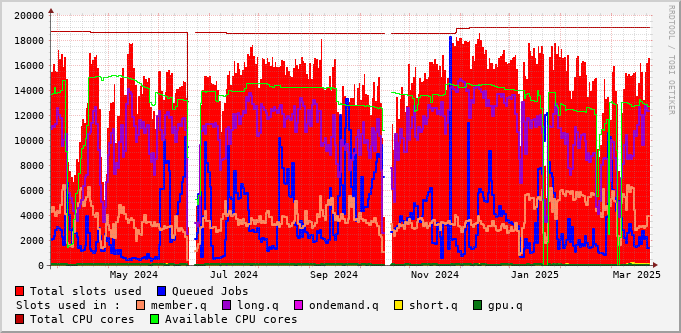 20000
18000
16000
14000
12000
10000
8000
6000
4000
2000
0
May 2024 Jul 2024 Sep 2024 Nov 2024 Jan 2025 Mar 2025
RRDTOOL / TOBI OETIKER
Total slots used Queued Jobs
Slots used in : member.q long.q ondemand.q short.q gpu.q
Total CPU cores Available CPU cores